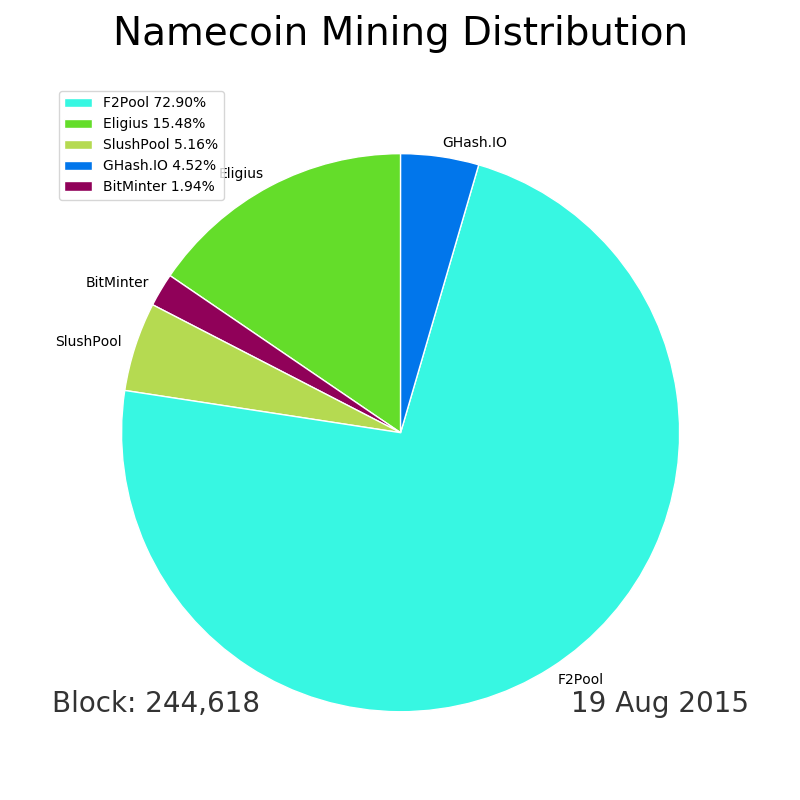 Namecoin Mining Distribution
F2Pool 72.90%
Eligius 15.48%
SlushPool 5.16%
GHash.IO 4.52%
BitMinter 1.94%
GHash.IO
Eligius
BitMinter
SlushPool
F2Pool
Block: 244,618
19 Aug 2015